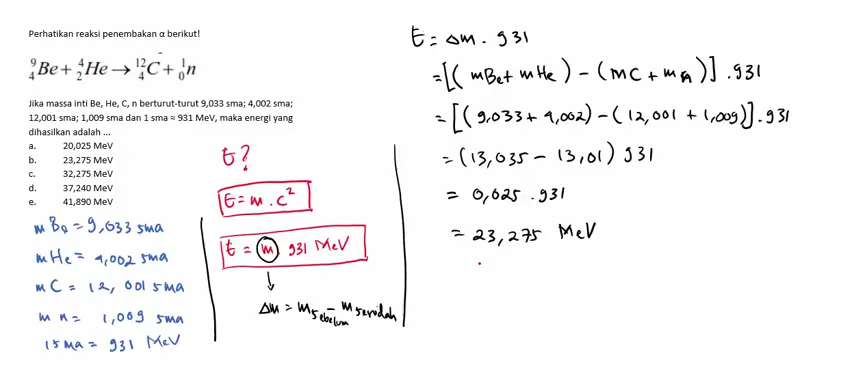 Perhatikan reaksi penembakan α berikut!
⁹₄Be + ⁴₂He → ¹²₄C + ¹₀n
Jika massa inti Be, He, C, n berturut-turut 9,033 sma; 4,002 sma;
12,001 sma; 1,009 sma dan 1 sma ≈ 931 MeV, maka energi yang
dihasilkan adalah ...
a. 20,025 MeV
b. 23,275 MeV
c. 32,275 MeV
d. 37,240 MeV
e. 41,890 MeV
m Be = 9,033 sma
m He = 4,002 sma
m C = 12,001 sma
m n = 1,009 sma
1 sma = 931 MeV
E?
E = m . c²
E = m 931 MeV
Δm = m sebelum - m sesudah
E = Δm . 931
= [(mBe + mHe) - (mC + mn)] . 931
= [(9,033 + 4,002) - (12,001 + 1,009)] . 931
= (13,035 - 13,01) 931
= 0,025 . 931
= 23,275 MeV